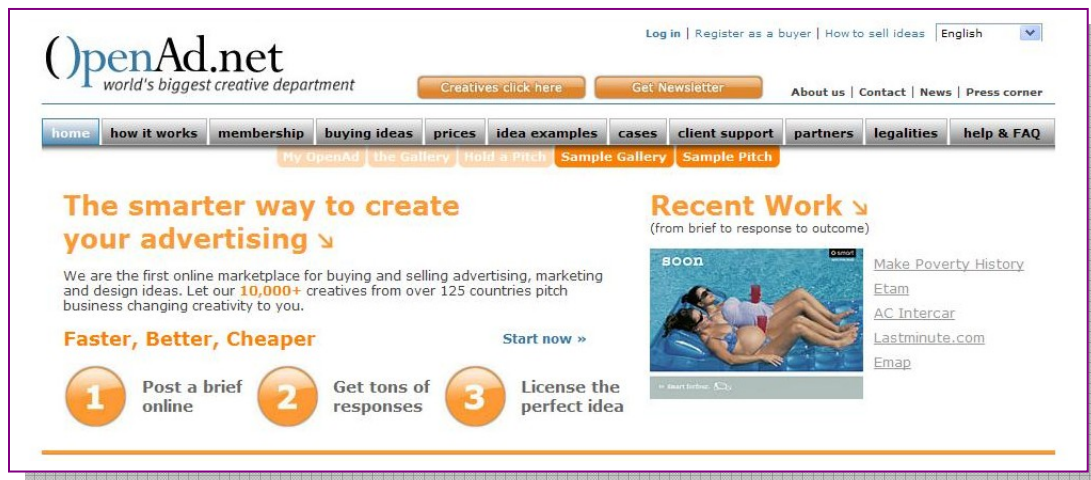 Log in | Register as a buyer | How to sell ideas English
()penAd.net
world's biggest creative department
Creatives click here Get Newsletter
About us | Contact | News | Press corner
home how it works membership buying ideas prices idea examples cases client support partners legalities help & FAQ
My OpenAd the Gallery Hold a Pitch Sample Gallery Sample Pitch
The smarter way to create
your advertising
We are the first online marketplace for buying and selling advertising, marketing
and design ideas. Let our 10,000+ creatives from over 125 countries pitch
business changing creativity to you.
Faster, Better, Cheaper Start now »
1 Post a brief
online
2 Get tons of
responses
3 License the
perfect idea
Recent Work
(from brief to response to outcome)
soon
smart
Make Poverty History
Etam
AC Intercar
Lastminute.com
Emap